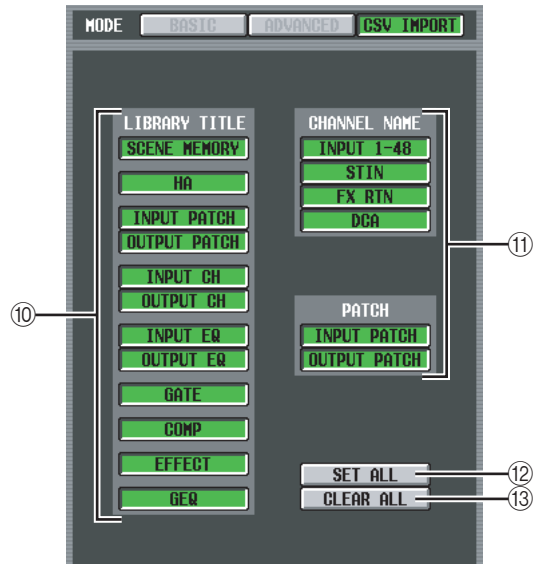 MODE BASIC ADVANCED CSV IMPORT
LIBRARY TITLE
SCENE MEMORY
HA
INPUT PATCH
OUTPUT PATCH
INPUT CH
OUTPUT CH
INPUT EQ
OUTPUT EQ
GATE
COMP
EFFECT
GEQ
⑩
CHANNEL NAME
INPUT 1-48
STIN
FX RTN
DCA
PATCH
INPUT PATCH
OUTPUT PATCH
⑪
SET ALL ⑫
CLEAR ALL ⑬